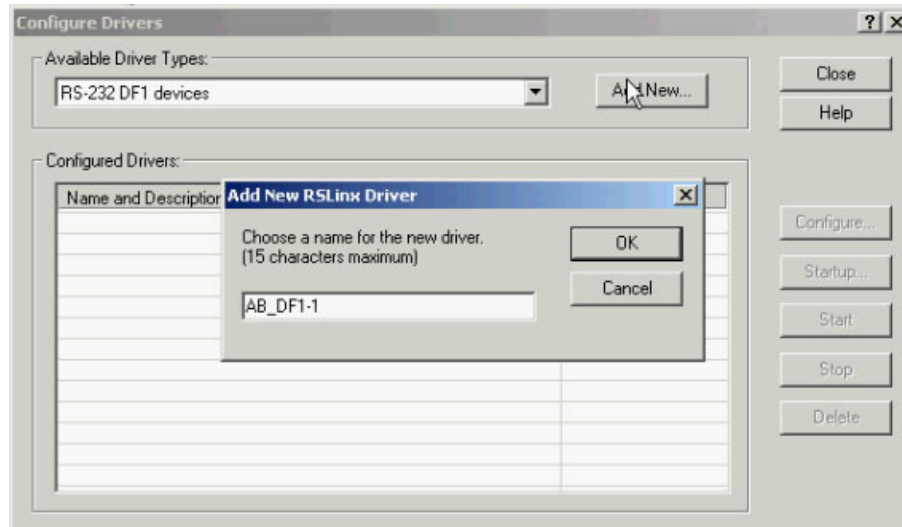 Configure Drivers
Available Driver Types:
RS-232 DF1 devices
Add New...
Close
Help
Configured Drivers:
Name and Description
Add New RSLinx Driver
Choose a name for the new driver.
(15 characters maximum)
AB_DF1-1
OK
Cancel
Configure...
Startup...
Start
Stop
Delete